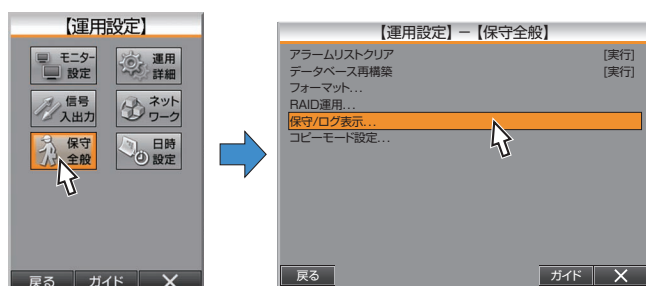 【運用設定】
モニター
設定
運用
詳細
信号
入出力
ネット
ワーク
保守
全般
日時
設定
戻る ガイド ×
【運用設定】－【保守全般】
アラームリストクリア [実行]
データベース再構築 [実行]
フォーマット...
RAID運用...
保守/ログ表示...
コピーモード設定...
戻る ガイド ×